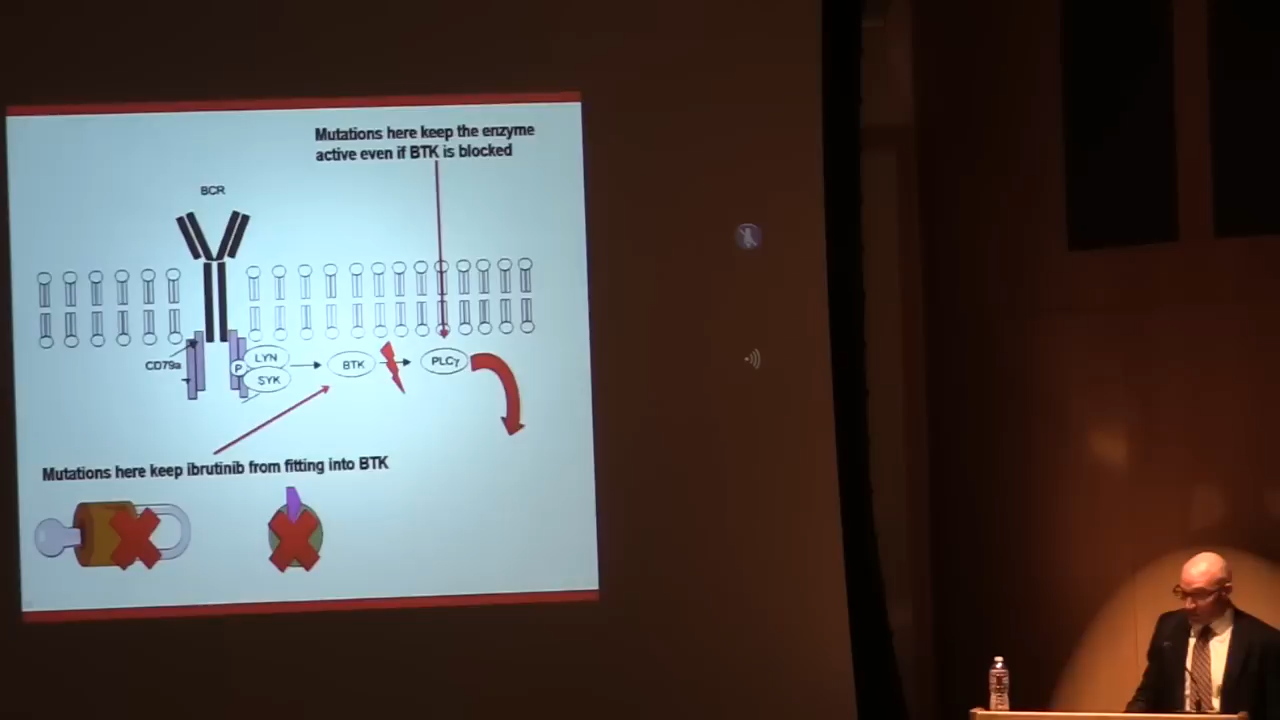 Mutations here keep the enzyme
active even if BTK is blocked
BCR
CD79a
P
LYN
SYK
BTK
PLCγ
Mutations here keep ibrutinib from fitting into BTK